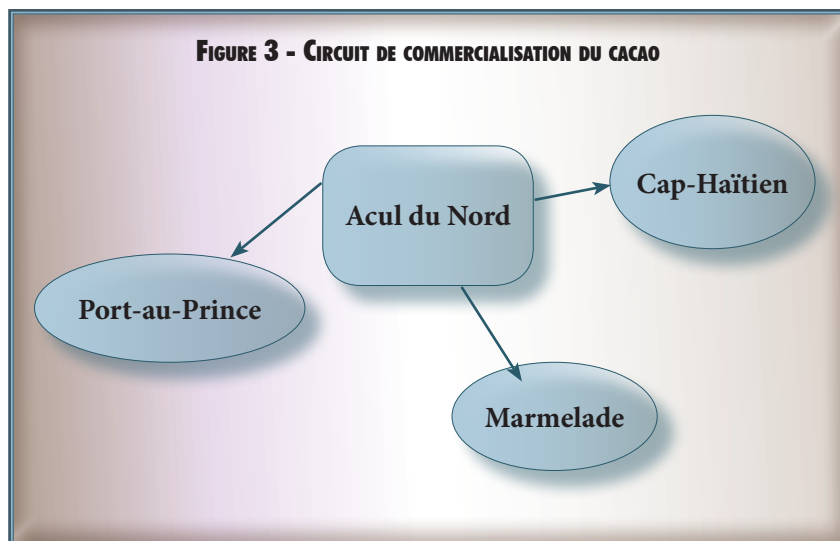 FIGURE 3 - CIRCUIT DE COMMERCIALISATION DU CACAO
Acul du Nord
Cap-Haïtien
Port-au-Prince
Marmelade